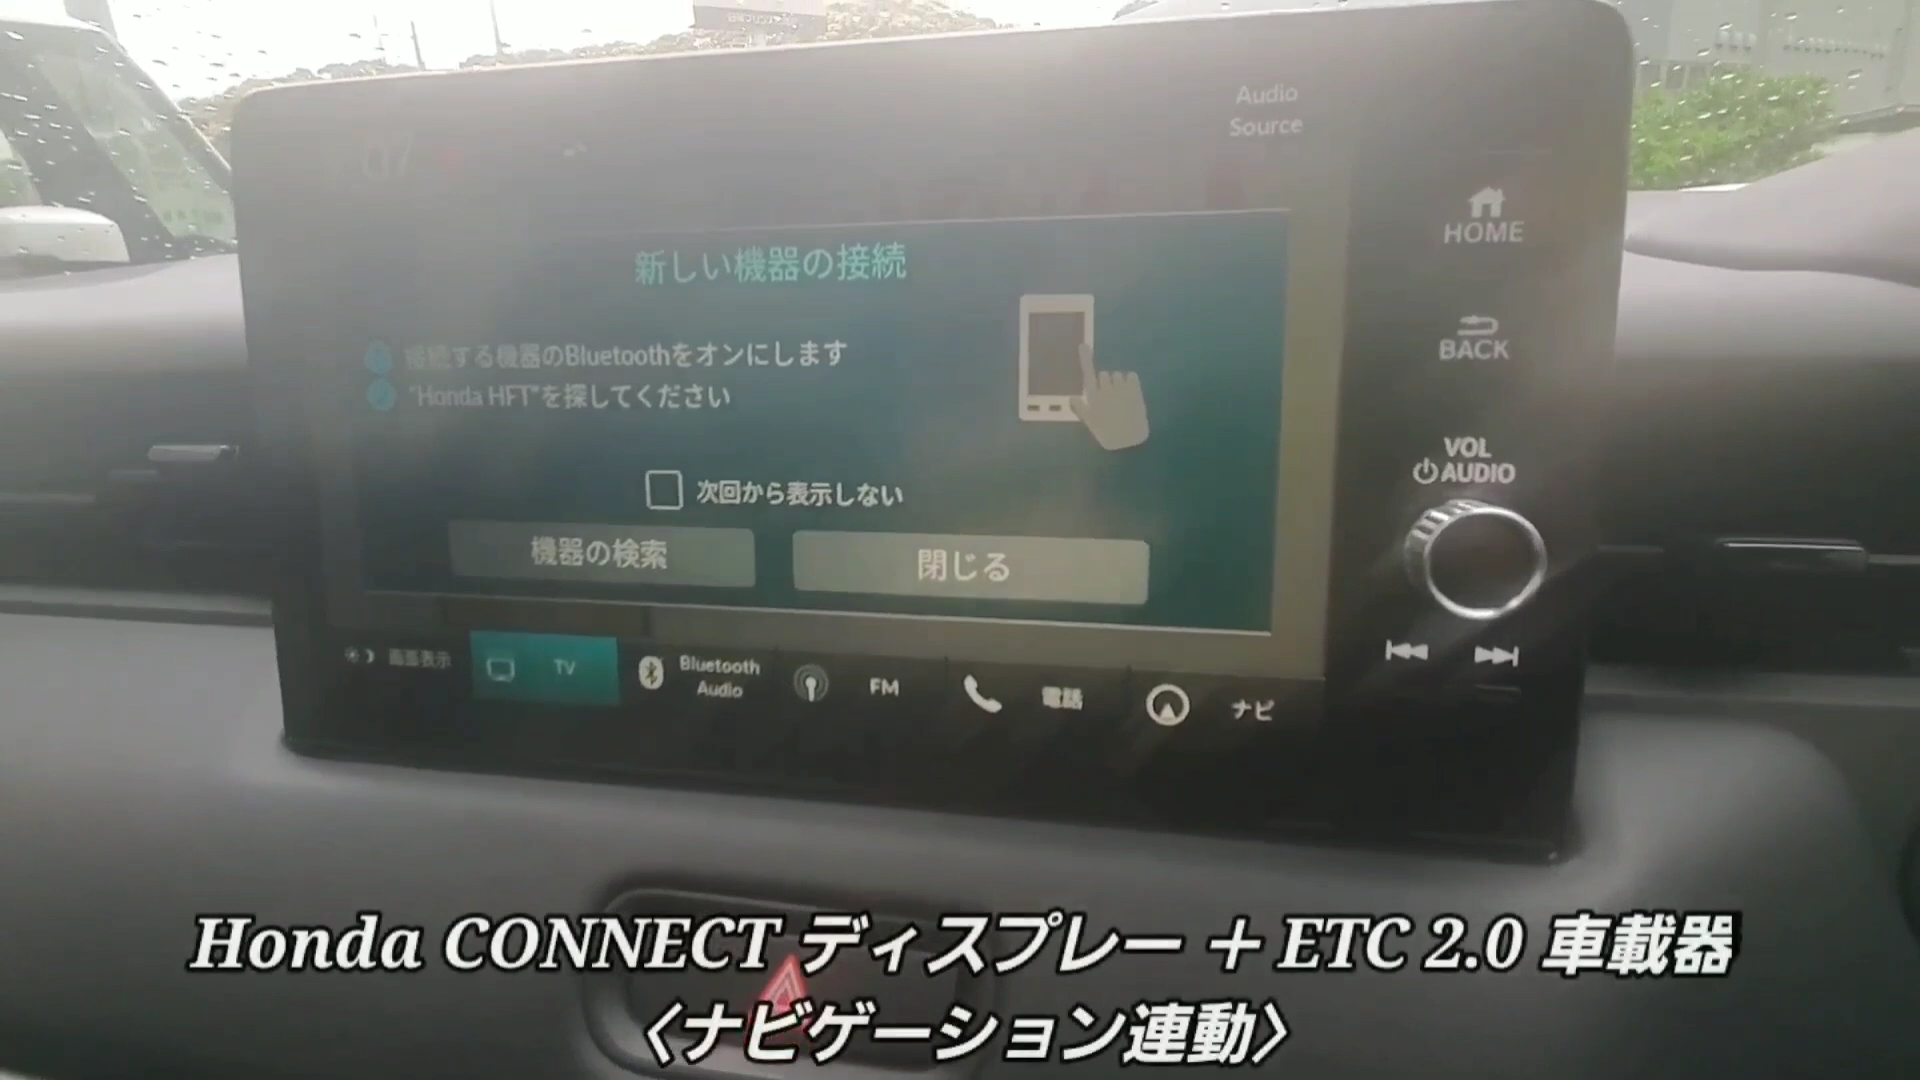 Audio
Source
HOME
新しい機器の接続
BACK
接続する機器のBluetoothをオンにします
"Honda HFT"を探してください
VOL
AUDIO
次回から表示しない
機器の検索
閉じる
画面表示
TV
Bluetooth
Audio
FM
電話
ナビ
Honda CONNECT ディスプレー + ETC 2.0 車載器
〈ナビゲーション連動〉